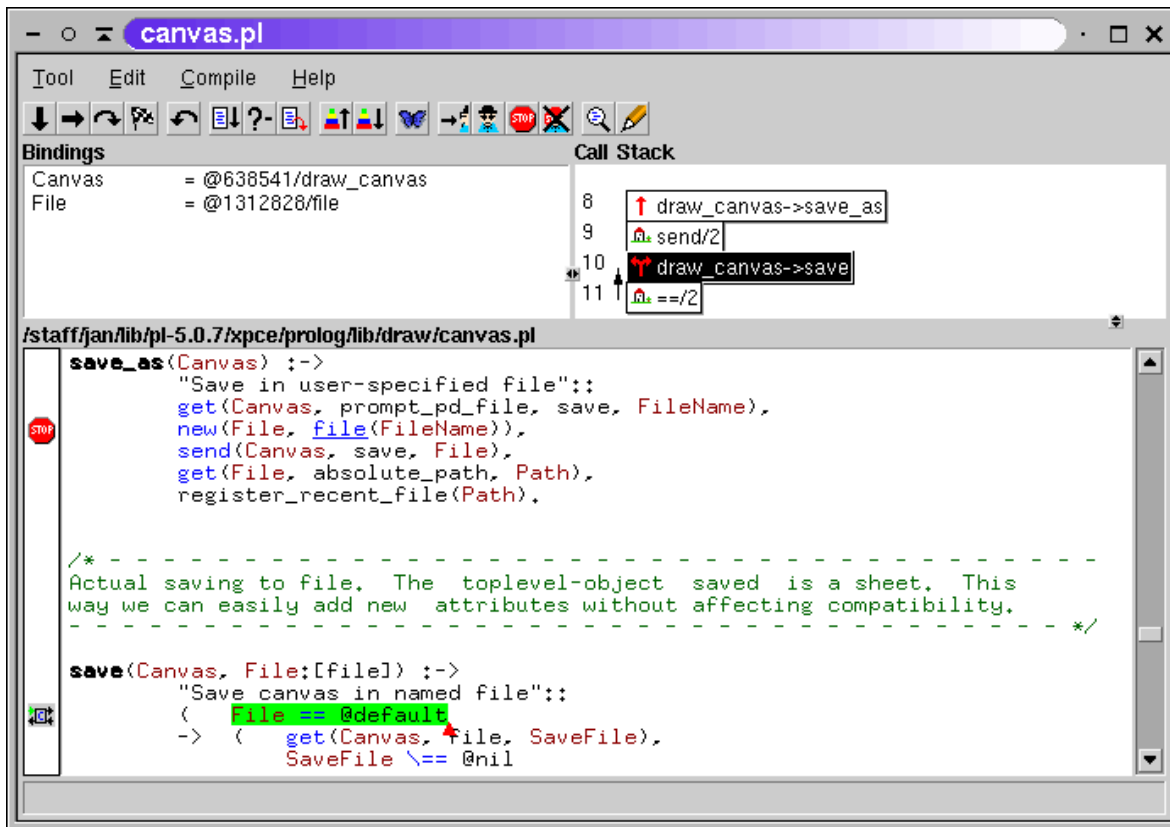 canvas.pl
Tool Edit Compile Help
?-
STOP
Bindings
Call Stack
Canvas = @638541/draw_canvas
File = @1312828/file
8 draw_canvas->save_as
9 send/2
10 draw_canvas->save
11 ==/2
/staff/jan/lib/pl-5.0.7/xpce/prolog/lib/draw/canvas.pl
save_as(Canvas) :->
"Save in user-specified file"::
get(Canvas, prompt_pd_file, save, FileName),
STOP new(File, file(FileName)),
send(Canvas, save, File),
get(File, absolute_path, Path),
register_recent_file(Path).
/* - - - - - - - - - - - - - - - - - - - - - - - - - - - - - - - - - - - - - -
Actual saving to file. The toplevel-object saved is a sheet. This
way we can easily add new attributes without affecting compatibility.
- - - - - - - - - - - - - - - - - - - - - - - - - - - - - - - - - - - - - */
save(Canvas, File:[file]) :->
"Save canvas in named file"::
C ( File == @default
-> ( get(Canvas, file, SaveFile),
SaveFile \== @nil